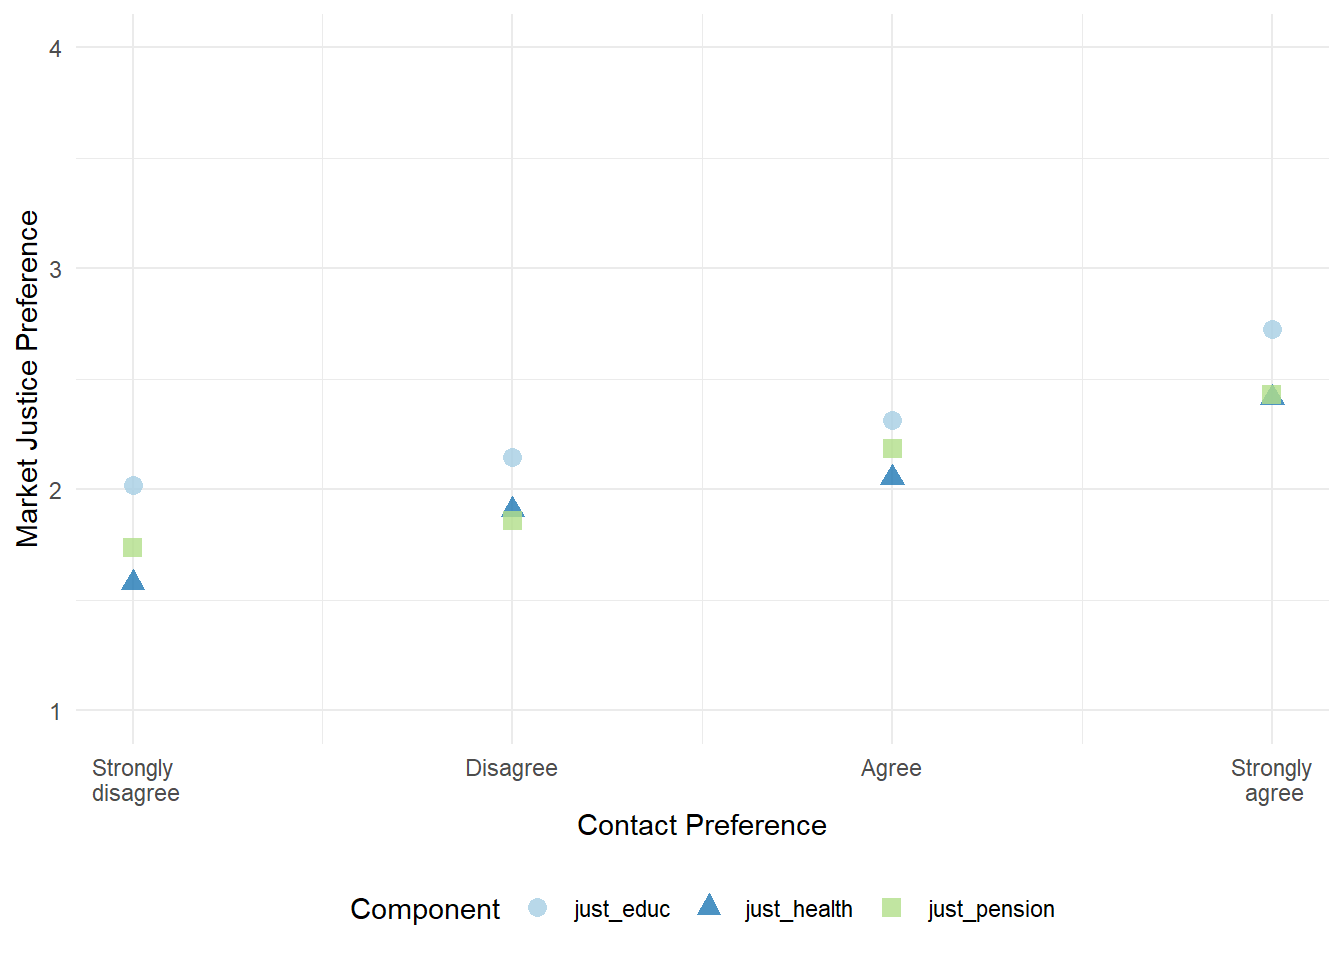 4
3
2
1
Market Justice Preference
Strongly
disagree
Disagree
Agree
Strongly
agree
Contact Preference
Component
just_educ
just_health
just_pension